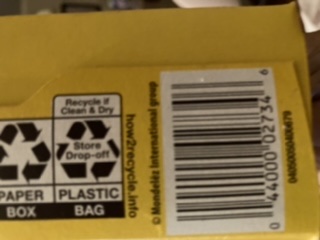 Recycle if
Clean & Dry
Store
Drop-off
PAPER
BOX
PLASTIC
BAG
how2recycle.info
© Mondelēz International group
0 44000 02734 6